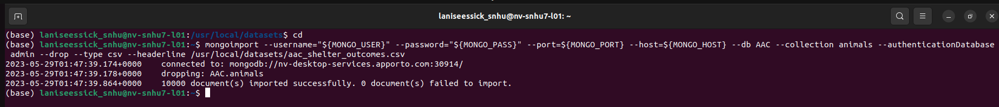 laniseessick_snhu@nv-snhu7-l01: ~
(base) laniseessick_snhu@nv-snhu7-l01:/usr/local/datasets$ cd
(base) laniseessick_snhu@nv-snhu7-l01:~$ mongoimport --username="${MONGO_USER}" --password="${MONGO_PASS}" --port=${MONGO_PORT} --host=${MONGO_HOST} --db AAC --collection animals --authenticationDatabase
admin --drop --type csv --headerline /usr/local/datasets/aac_shelter_outcomes.csv
2023-05-29T01:47:39.174+0000    connected to: mongodb://nv-desktop-services.apporto.com:30914/
2023-05-29T01:47:39.178+0000    dropping: AAC.animals
2023-05-29T01:47:39.864+0000    10000 document(s) imported successfully. 0 document(s) failed to import.
(base) laniseessick_snhu@nv-snhu7-l01:~$